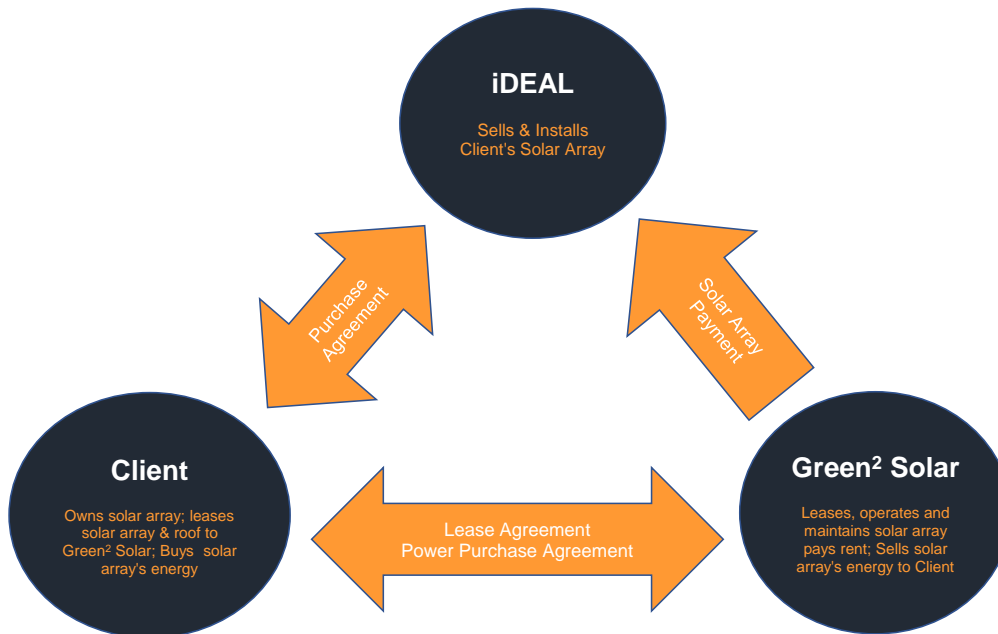 iDEAL
Sells & Installs
Client's Solar Array
Purchase
Agreement
Solar Array
Payment
Client
Owns solar array; leases
solar array & roof to
Green² Solar; Buys  solar
array's energy
Lease Agreement
Power Purchase Agreement
Green² Solar
Leases, operates and
maintains solar array
pays rent; Sells solar
array's energy to Client